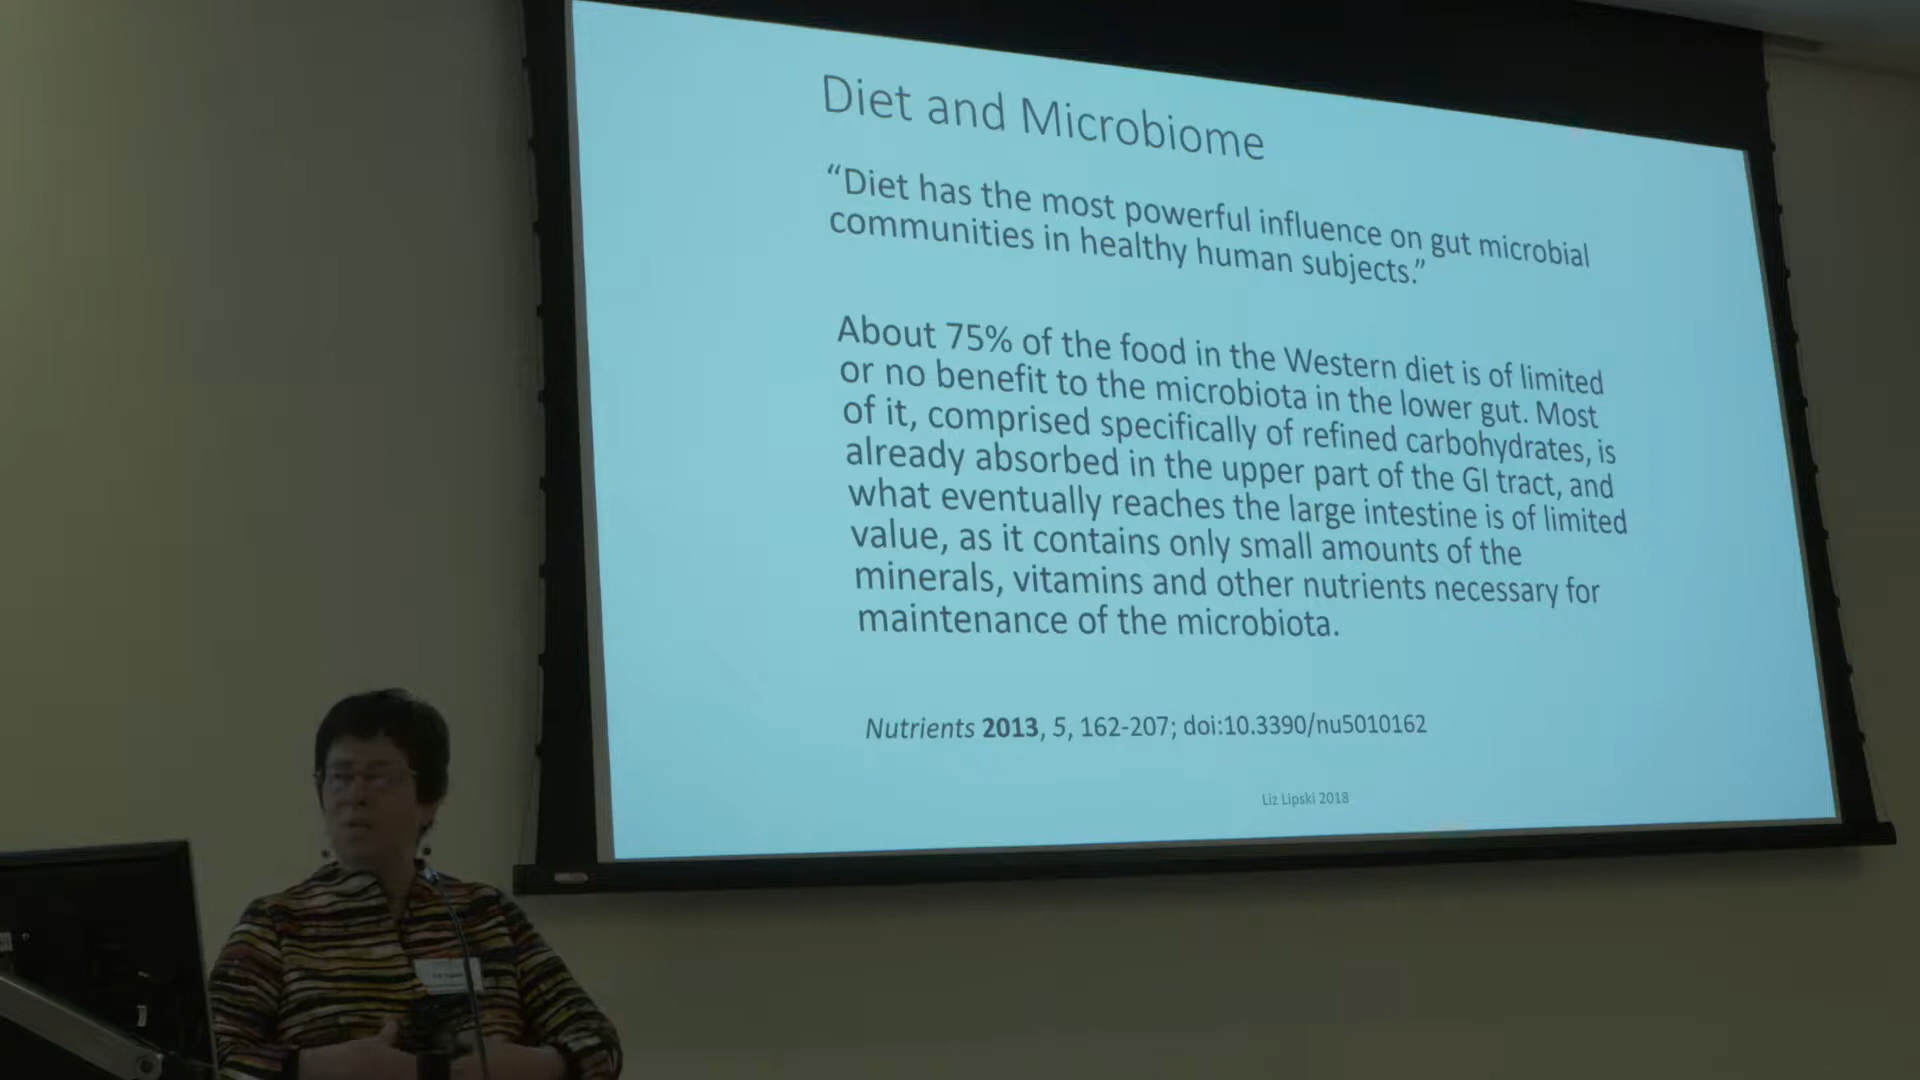 Diet and Microbiome
“Diet has the most powerful influence on gut microbial
communities in healthy human subjects.”
About 75% of the food in the Western diet is of limited
or no benefit to the microbiota in the lower gut. Most
of it, comprised specifically of refined carbohydrates, is
already absorbed in the upper part of the GI tract, and
what eventually reaches the large intestine is of limited
value, as it contains only small amounts of the
minerals, vitamins and other nutrients necessary for
maintenance of the microbiota.
Nutrients 2013, 5, 162-207; doi:10.3390/nu5010162
Liz Lipski 2018